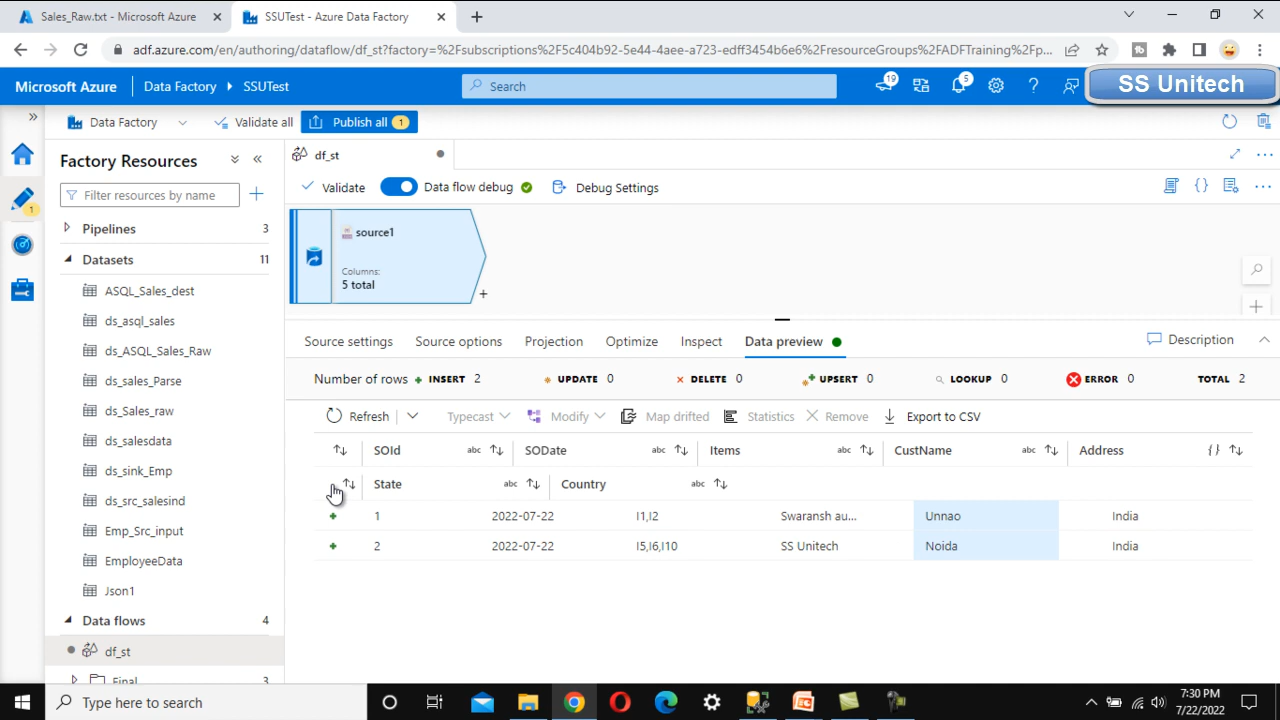 Sales_Raw.txt - Microsoft Azure
SSUTest - Azure Data Factory
adf.azure.com/en/authoring/dataflow/df_st?factory=%2Fsubscriptions%2F5c404b92-5e44-4aee-a723-edff3454b6e6%2FresourceGroups%2FADFTraining%2Fp...
Microsoft Azure Data Factory SSUTest
Search
19
5
SS Unitech
Data Factory
Validate all
Publish all 1
Factory Resources
df_st
Filter resources by name
Validate Data flow debug Debug Settings
1
Pipelines 3
Datasets 11
ASQL_Sales_dest
ds_asql_sales
ds_ASQL_Sales_Raw
ds_sales_Parse
ds_Sales_raw
ds_salesdata
ds_sink_Emp
ds_src_salesind
Emp_Src_input
EmployeeData
Json1
Data flows 4
df_st
Final 3
source1
Columns:
5 total
Source settings Source options Projection Optimize Inspect Data preview Description
Number of rows INSERT 2 UPDATE 0 DELETE 0 UPSERT 0 LOOKUP 0 ERROR 0 TOTAL 2
Refresh Typecast Modify Map drifted Statistics Remove Export to CSV
SOId abc SODate abc Items abc CustName abc Address {}
State abc Country abc
1 2022-07-22 I1,I2 Swaransh au... Unnao India
2 2022-07-22 I5,I6,I10 SS Unitech Noida India
Type here to search
7:30 PM
7/22/2022